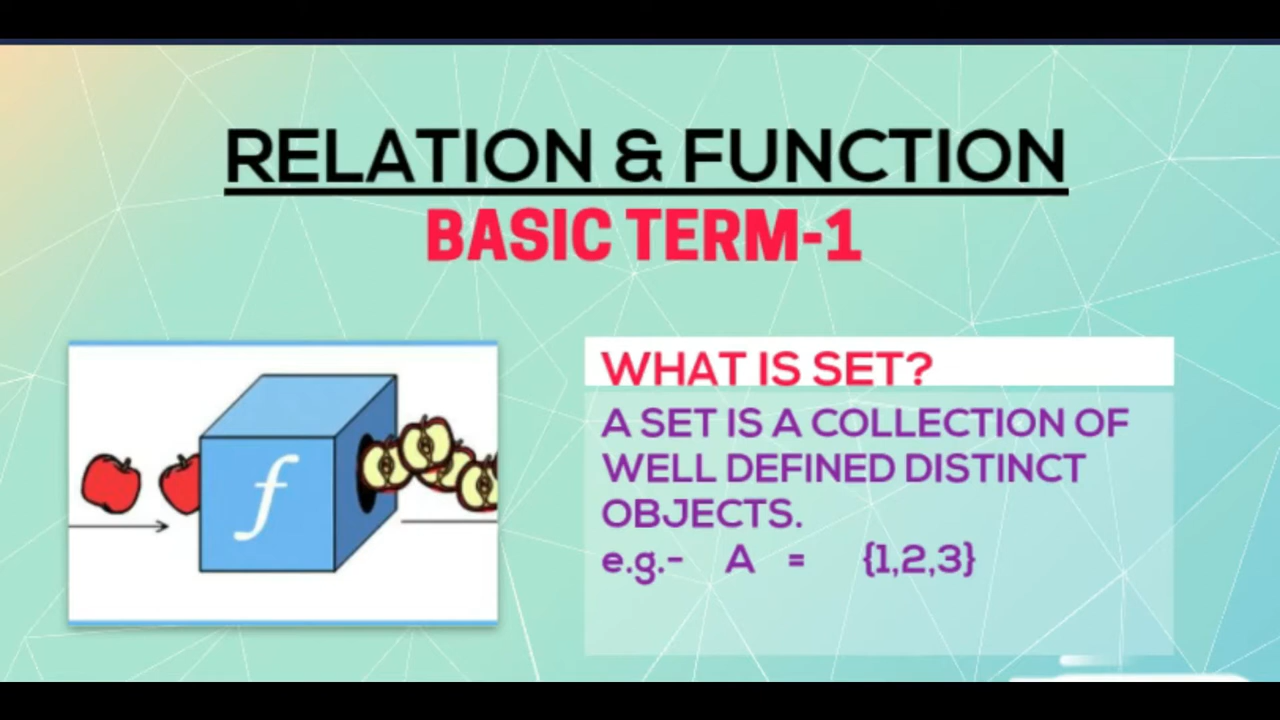 RELATION & FUNCTION
BASIC TERM-1
f
WHAT IS SET?
A SET IS A COLLECTION OF
WELL DEFINED DISTINCT
OBJECTS.
e.g.- A = {1,2,3}